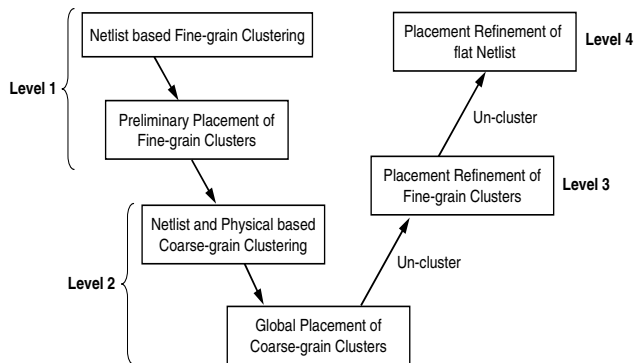 Netlist based Fine-grain Clustering
Level 1
Preliminary Placement of
Fine-grain Clusters
Netlist and Physical based
Coarse-grain Clustering
Level 2
Global Placement of
Coarse-grain Clusters
Un-cluster
Placement Refinement of
Fine-grain Clusters
Level 3
Un-cluster
Placement Refinement of
flat Netlist
Level 4